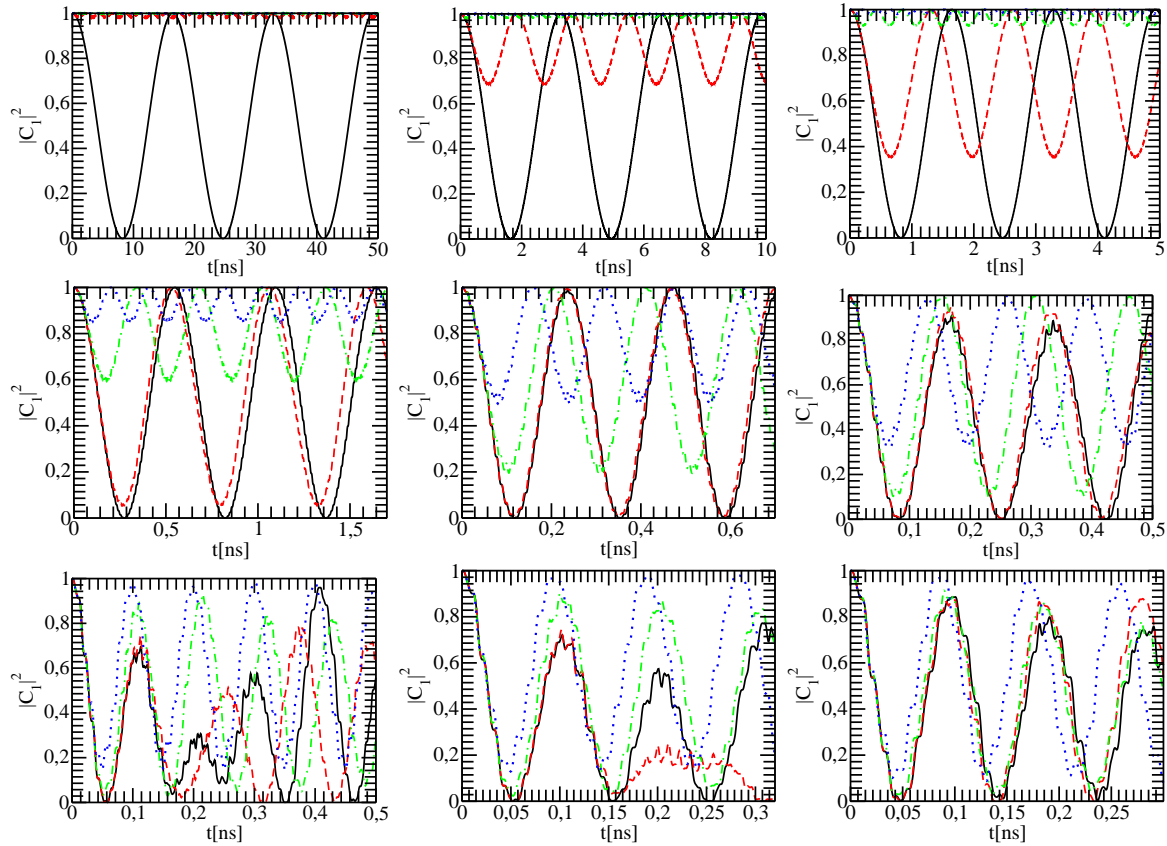 |C₁|²
1
0,8
0,6
0,4
0,2
0
0 10 20 30 40 50
t[ns]
|C₁|²
1
0,8
0,6
0,4
0,2
0
0 2 4 6 8 10
t[ns]
|C₁|²
1
0,8
0,6
0,4
0,2
0
0 1 2 3 4 5
t[ns]
|C₁|²
1
0,8
0,6
0,4
0,2
0
0 0,5 1 1,5
t[ns]
|C₁|²
1
0,8
0,6
0,4
0,2
0
0 0,2 0,4 0,6
t[ns]
|C₁|²
1
0,8
0,6
0,4
0,2
0
0 0,1 0,2 0,3 0,4 0,5
t[ns]
|C₁|²
1
0,8
0,6
0,4
0,2
0
0 0,1 0,2 0,3 0,4 0,5
t[ns]
|C₁|²
1
0,8
0,6
0,4
0,2
0
0 0,05 0,1 0,15 0,2 0,25 0,3
t[ns]
|C₁|²
1
0,8
0,6
0,4
0,2
0
0 0,05 0,1 0,15 0,2 0,25
t[ns]